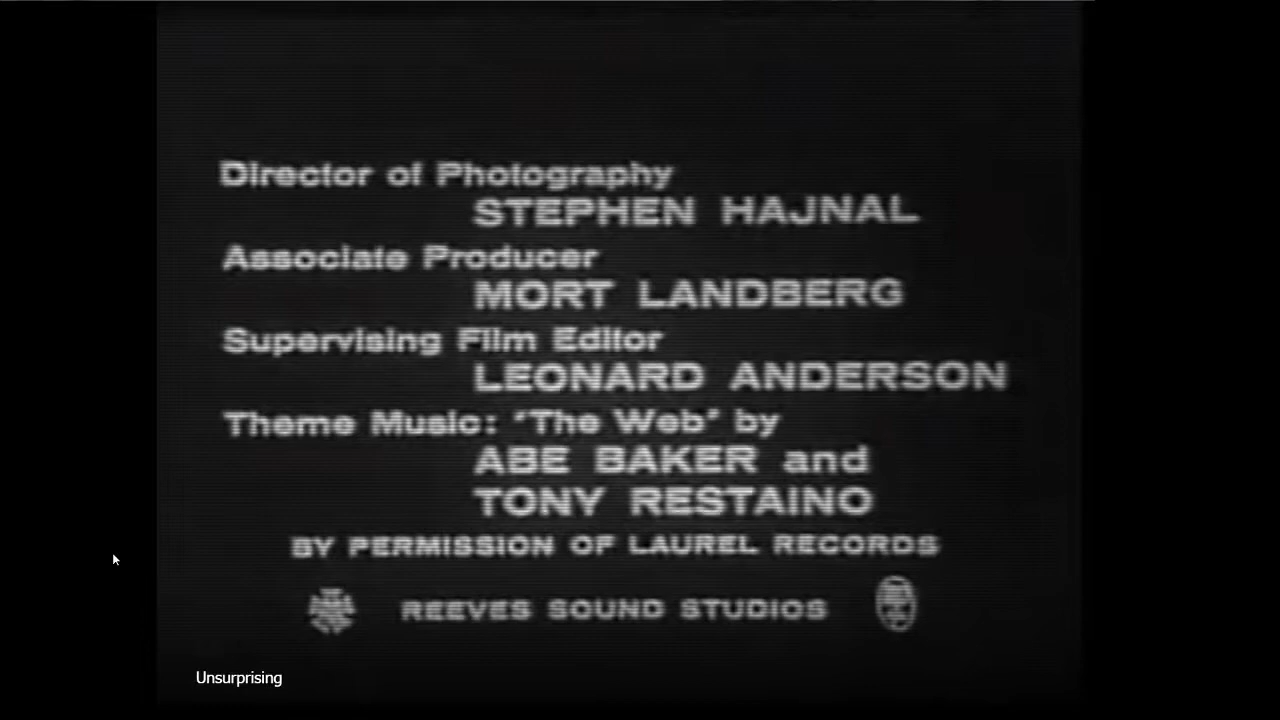 Director of Photography
STEPHEN HAJNAL
Associate Producer
MORT LANDBERG
Supervising Film Editor
LEONARD ANDERSON
Theme Music: "The Web" by
ABE BAKER and
TONY RESTAINO
BY PERMISSION OF LAUREL RECORDS
REEVES SOUND STUDIOS
Unsurprising